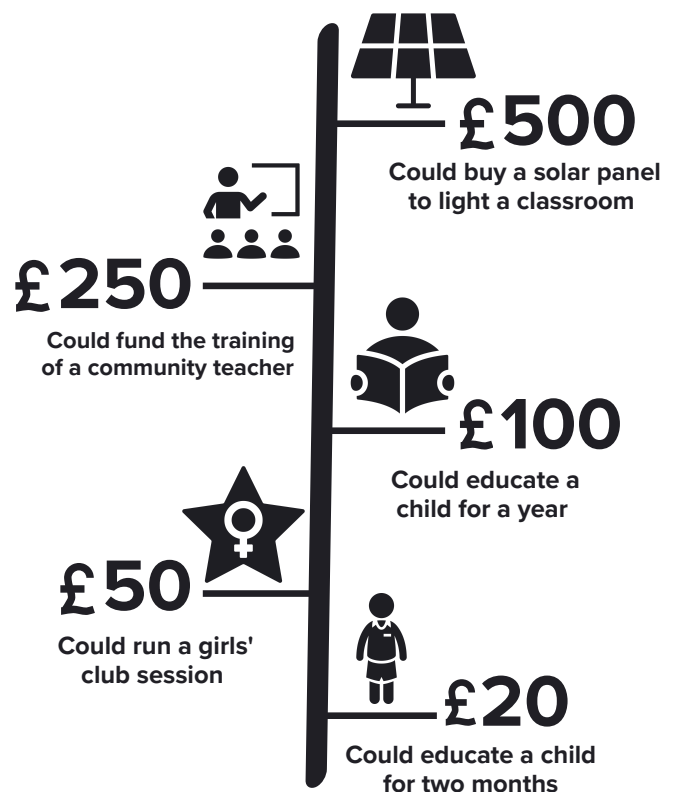 £500
Could buy a solar panel
to light a classroom
£250
Could fund the training
of a community teacher
£100
Could educate a
child for a year
£50
Could run a girls'
club session
£20
Could educate a child
for two months